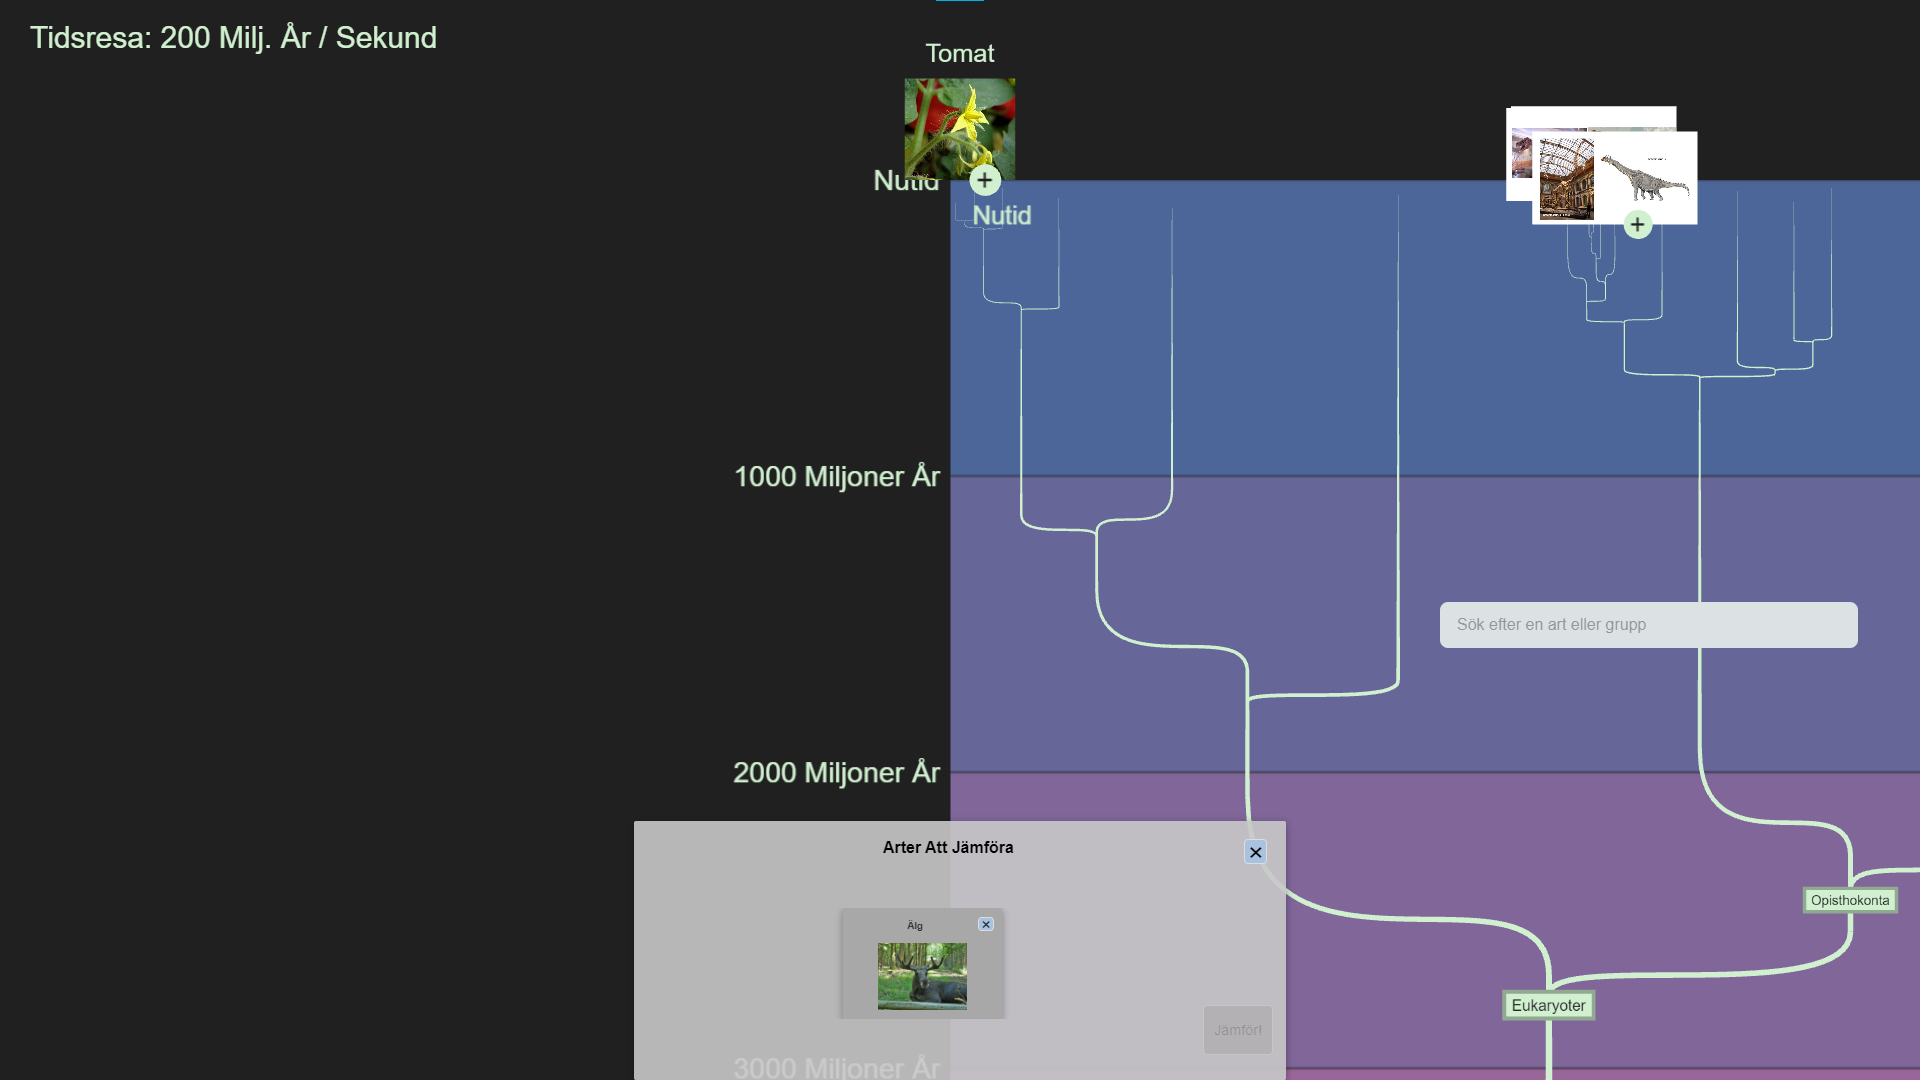 Tidsresa: 200 Milj. År / Sekund
Tomat
Nutid
Nutid
1000 Miljoner År
Sök efter en art eller grupp
2000 Miljoner År
Arter Att Jämföra
Opisthokonta
Älg
Eukaryoter
Jämför!
3000 Miljoner År